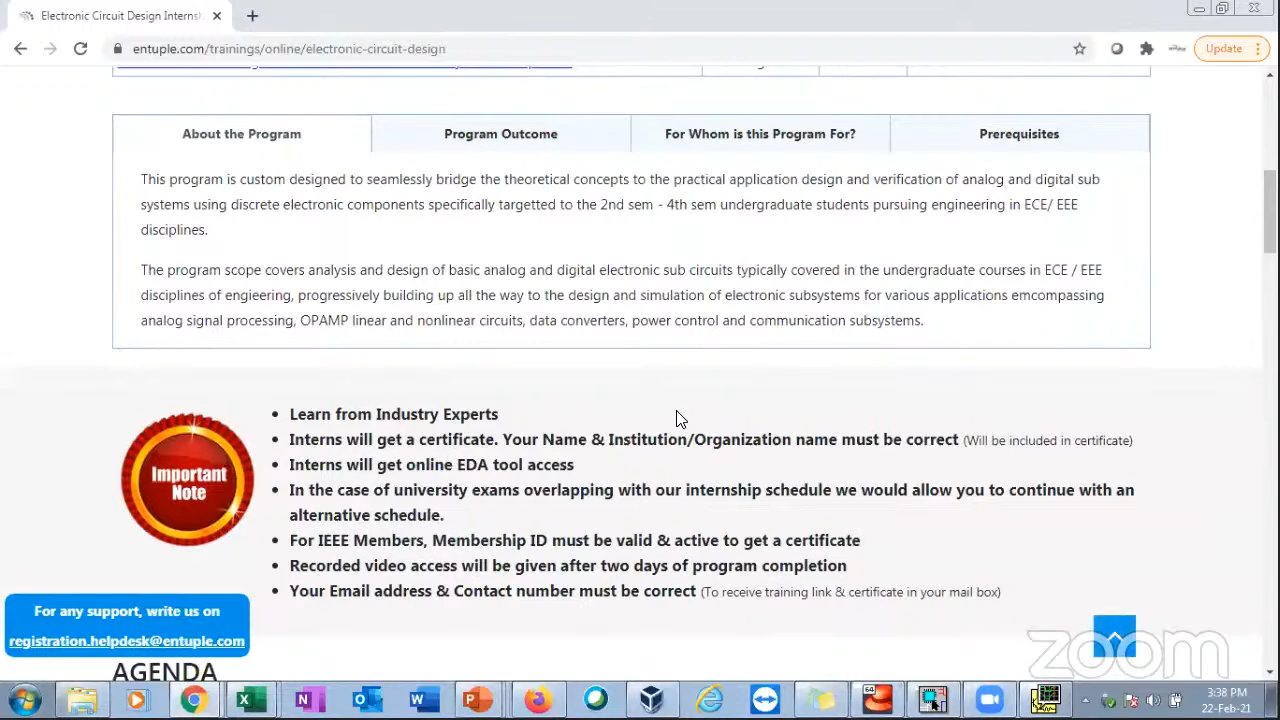 Electronic Circuit Design Interns
entuple.com/trainings/online/electronic-circuit-design
Update
About the Program
Program Outcome
For Whom is this Program For?
Prerequisites
This program is custom designed to seamlessly bridge the theoretical concepts to the practical application design and verification of analog and digital sub
systems using discrete electronic components specifically targetted to the 2nd sem - 4th sem undergraduate students pursuing engineering in ECE/ EEE
disciplines.
The program scope covers analysis and design of basic analog and digital electronic sub circuits typically covered in the undergraduate courses in ECE / EEE
disciplines of engiering, progressively building up all the way to the design and simulation of electronic subsystems for various applications emcompassing
analog signal processing, OPAMP linear and nonlinear circuits, data converters, power control and communication subsystems.
Important
Note
• Learn from Industry Experts
• Interns will get a certificate. Your Name & Institution/Organization name must be correct (Will be included in certificate)
• Interns will get online EDA tool access
• In the case of university exams overlapping with our internship schedule we would allow you to continue with an
alternative schedule.
• For IEEE Members, Membership ID must be valid & active to get a certificate
• Recorded video access will be given after two days of program completion
• Your Email address & Contact number must be correct (To receive training link & certificate in your mail box)
For any support, write us on
registration.helpdesk@entuple.com
AGENDA
zoom
3:38 PM
22-Feb-21